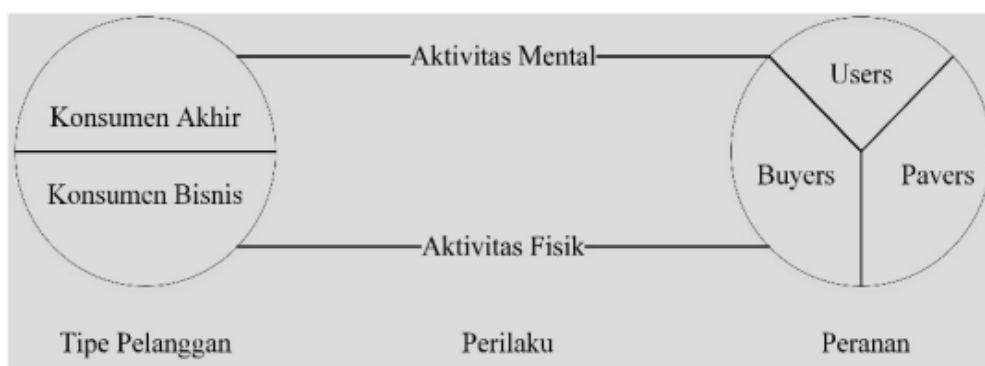 Aktivitas Mental
Users
Konsumen Akhir
Buyers
Pavers
Konsumen Bisnis
Aktivitas Fisik
Tipe Pelanggan
Perilaku
Peranan